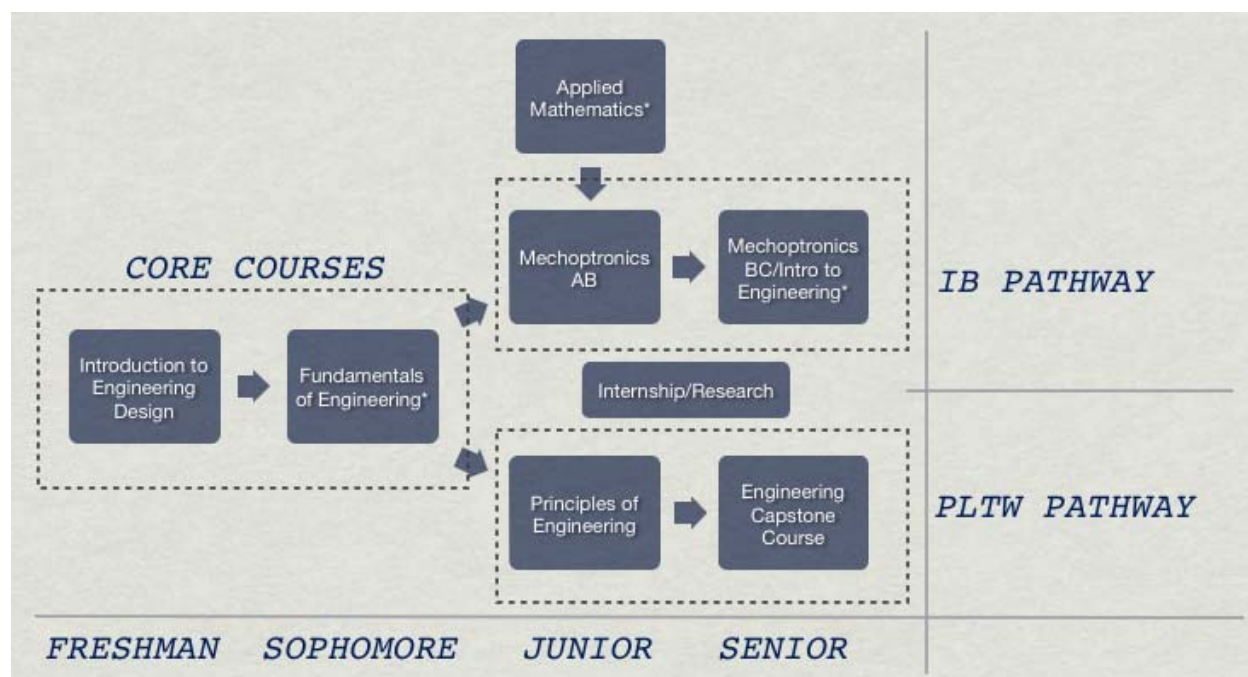 Applied
Mathematics*
Mechoptronics
AB
Mechoptronics
BC/Intro to
Engineering*
IB PATHWAY
CORE COURSES
Introduction to
Engineering
Design
Fundamentals
of Engineering*
Internship/Research
Principles of
Engineering
Engineering
Capstone
Course
PLTW PATHWAY
FRESHMAN
SOPHOMORE
JUNIOR
SENIOR